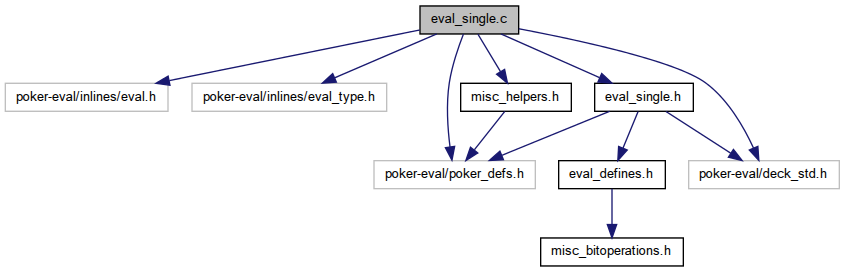 eval_single.c
poker-eval/inlines/eval.h
poker-eval/inlines/eval_type.h
misc_helpers.h
eval_single.h
poker-eval/poker_defs.h
eval_defines.h
poker-eval/deck_std.h
misc_bitoperations.h